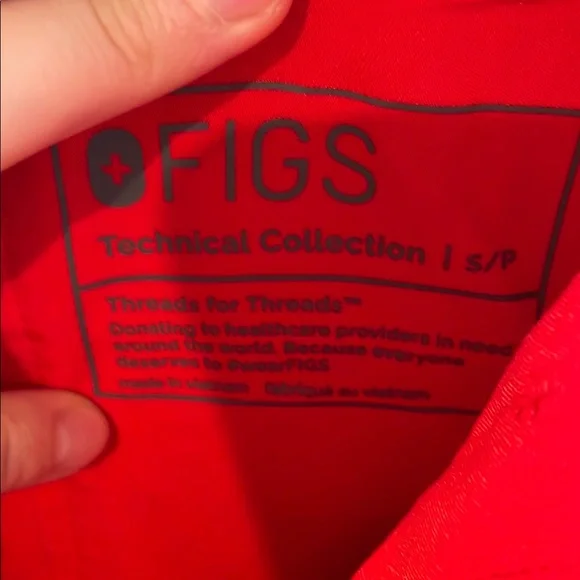 FIGS
Technical Collection | S/P
Threads for Threads™
Donating to healthcare providers in need
around the world. Because everyone
deserves to #wearFIGS
made in vietnam fabriqué au vietnam